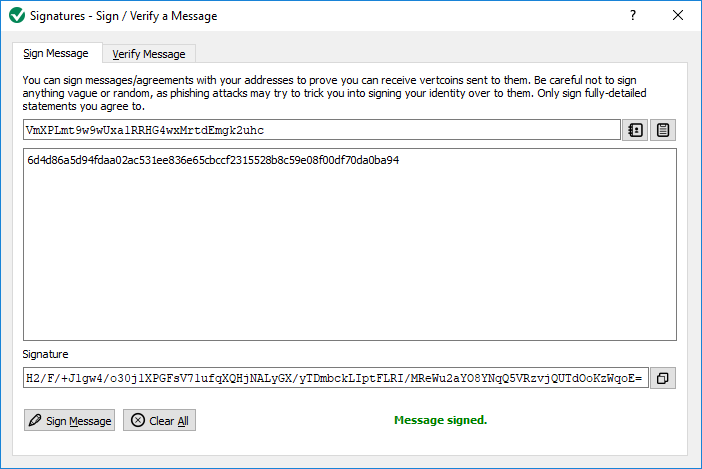 Signatures - Sign / Verify a Message
Sign Message
Verify Message
You can sign messages/agreements with your addresses to prove you can receive vertcoins sent to them. Be careful not to sign
anything vague or random, as phishing attacks may try to trick you into signing your identity over to them. Only sign fully-detailed
statements you agree to.
VmXPLmt9w9wUxa1RRHG4wxMrtdEmgk2uhc
6d4d86a5d94fdaa02ac531ee836e65cbccf2315528b8c59e08f00df70da0ba94
Signature
H2/F/+J1gw4/o30j1XPGFsV71ufqXQHjNALyGX/yTDmbckLIptFLRI/MReWu2aYO8YNqQ5VRzvjQUTdOoKzWqoE=
Sign Message
Clear All
Message signed.